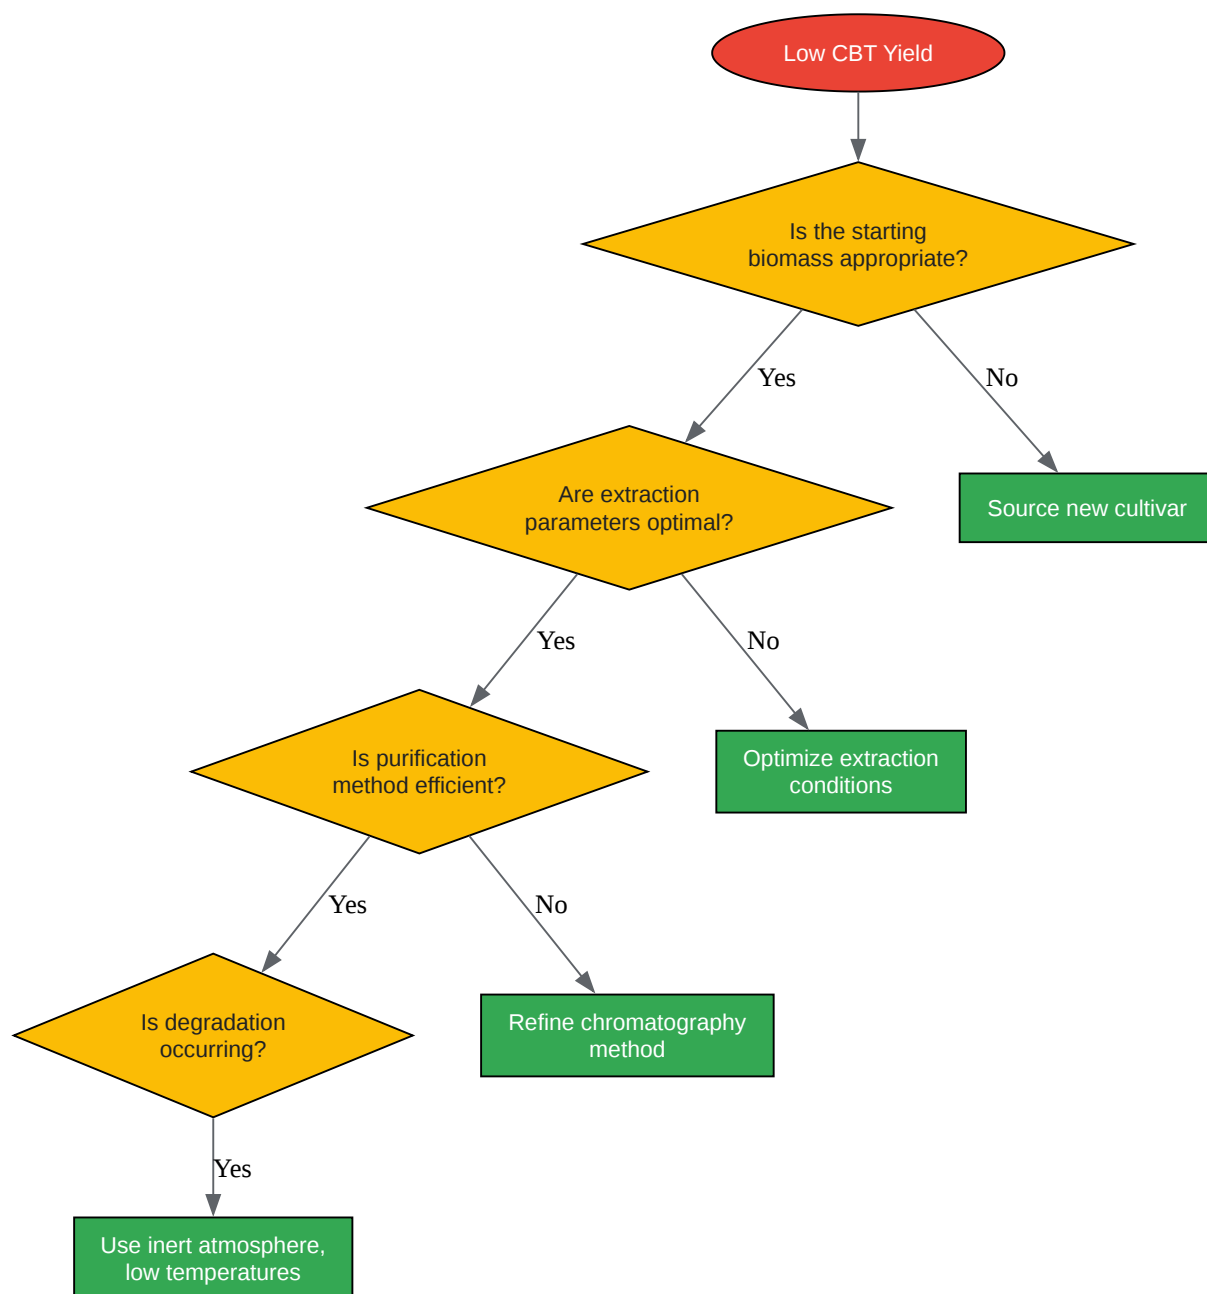 Low CBT Yield
Is the starting
biomass appropriate?
Yes
No
Are extraction
parameters optimal?
Source new cultivar
Yes
No
Is purification
method efficient?
Optimize extraction
conditions
Yes
No
Is degradation
occurring?
Refine chromatography
method
Yes
Use inert atmosphere,
low temperatures